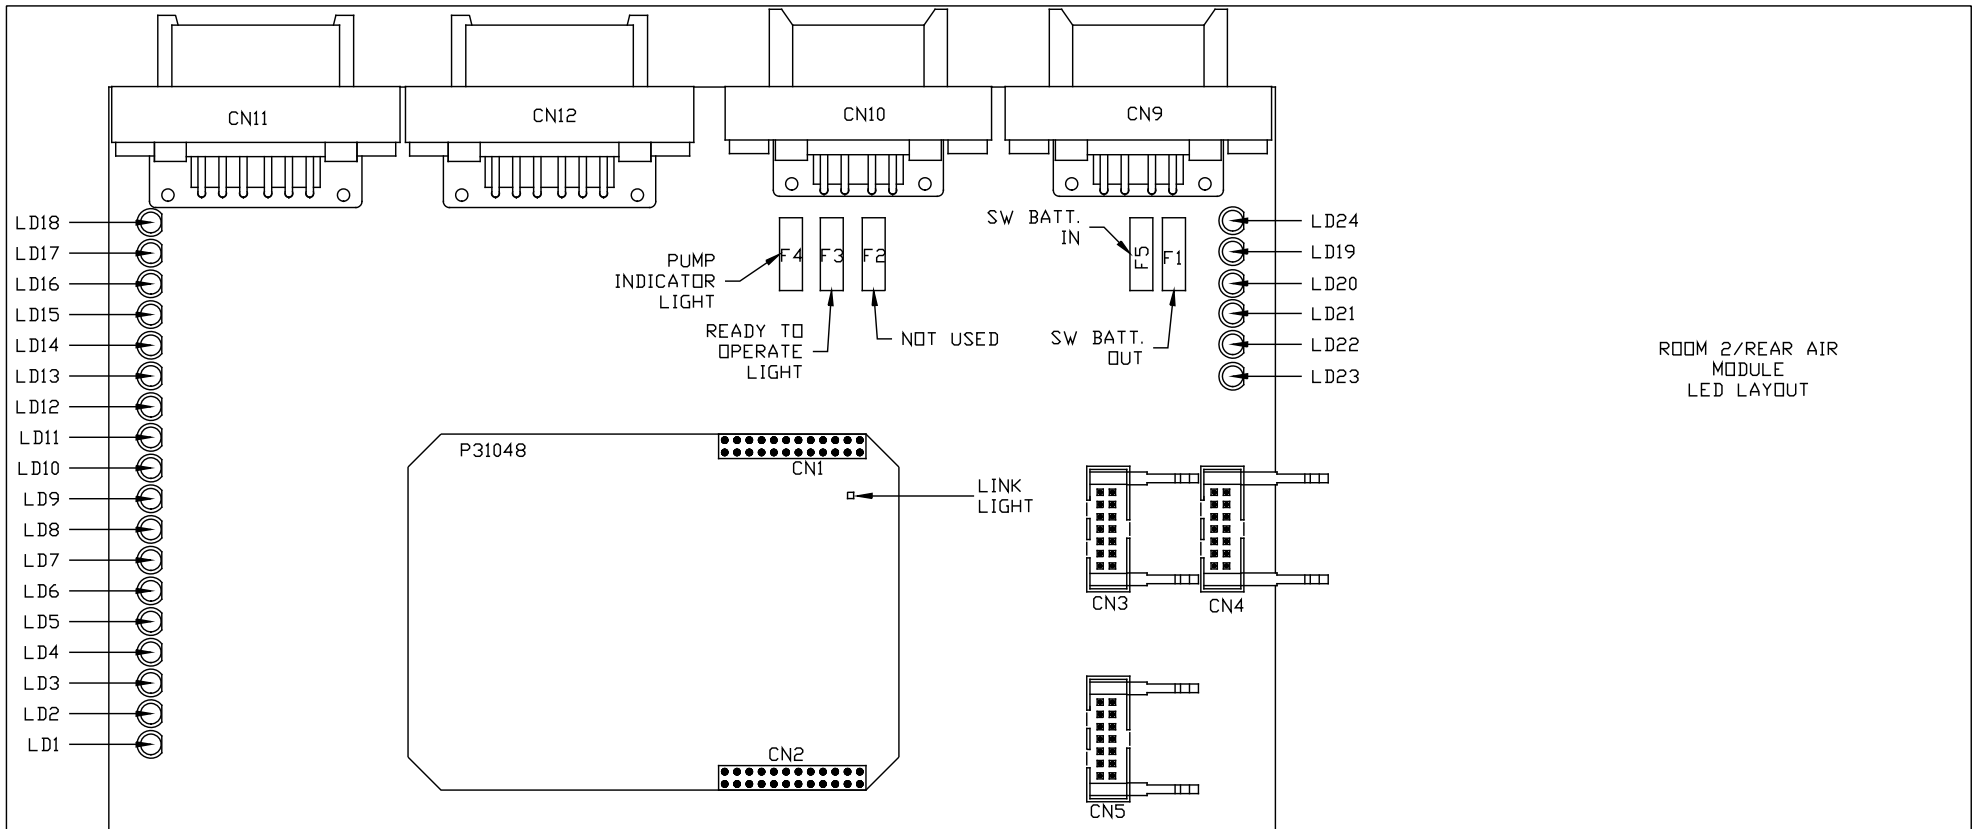 CN11
CN12
CN10
CN9
LD18
LD17
LD16
LD15
LD14
LD13
LD12
LD11
LD10
LD9
LD8
LD7
LD6
LD5
LD4
LD3
LD2
LD1
PUMP
INDICATOR
LIGHT
F4
F3
F2
READY TO
OPERATE
LIGHT
NOT USED
SW BATT.
IN
F5
F1
SW BATT.
OUT
LD24
LD19
LD20
LD21
LD22
LD23
ROOM 2/REAR AIR
MODULE
LED LAYOUT
P31048
CN1
LINK
LIGHT
CN3
CN4
CN2
CN5